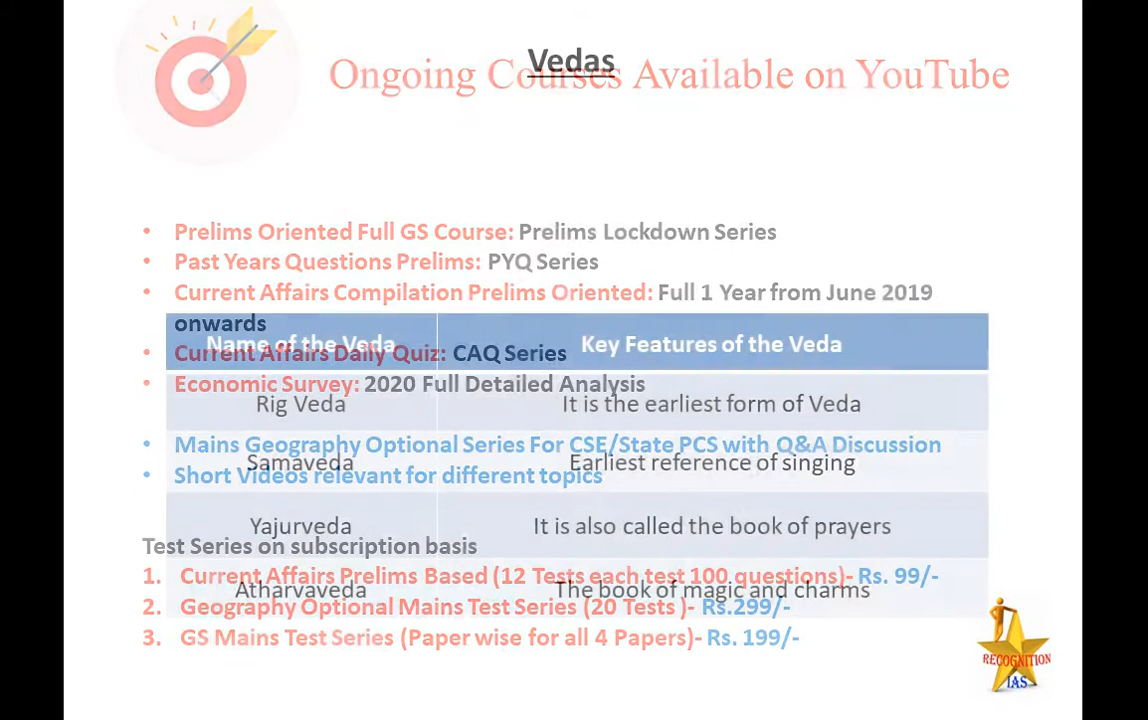 Vedas
Ongoing Courses Available on YouTube
• Prelims Oriented Full GS Course: Prelims Lockdown Series
• Past Years Questions Prelims: PYQ Series
• Current Affairs Compilation Prelims Oriented: Full 1 Year from June 2019
onwards
Name of the Veda Key Features of the Veda
• Current Affairs Daily Quiz: CAQ Series
• Economic Survey: 2020 Full Detailed Analysis
Rig Veda It is the earliest form of Veda
• Mains Geography Optional Series For CSE/State PCS with Q&A Discussion
Samaveda Earliest reference of singing
• Short Videos relevant for different topics
Yajurveda It is also called the book of prayers
Test Series on subscription basis
1. Current Affairs Prelims Based (12 Tests each test 100 questions)- Rs. 99/-
Atharvaveda The book of magic and charms
2. Geography Optional Mains Test Series (20 Tests )- Rs.299/-
3. GS Mains Test Series (Paper wise for all 4 Papers)- Rs. 199/-
RECOGNITION
IAS